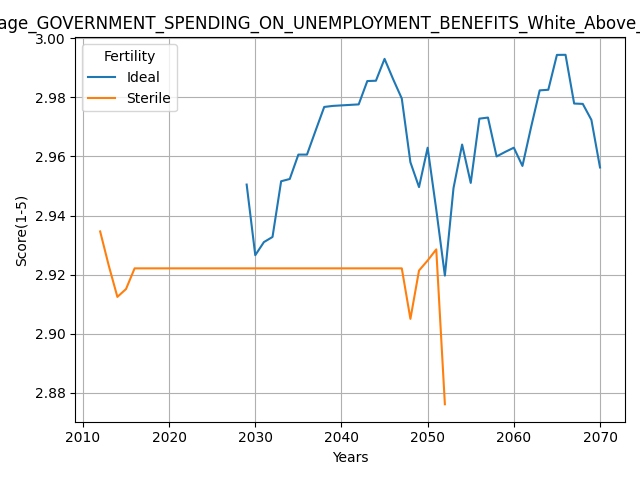 age_GOVERNMENT_SPENDING_ON_UNEMPLOYMENT_BENEFITS_White_Above_
3.00
2.98
2.96
2.94
2.92
2.90
2.88
Score(1-5)
Fertility
Ideal
Sterile
2010 2020 2030 2040 2050 2060 2070
Years